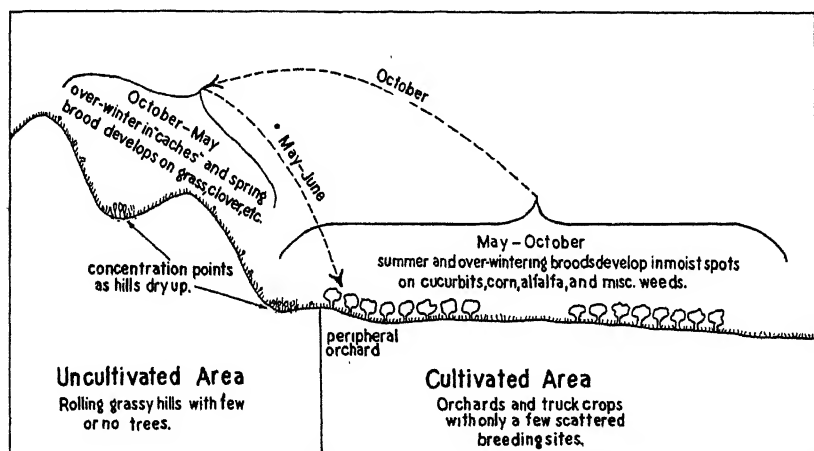 October
October – May
over-winter in "caches" and spring
brood develops on grass, clover, etc.
May-June
May – October
summer and over-wintering broods develop in moist spots
on cucurbits, corn, alfalfa, and misc. weeds.
concentration points
as hills dry up.
peripheral
orchard
Uncultivated Area
Rolling grassy hills with few
or no trees.
Cultivated Area
Orchards and truck crops
with only a few scattered
breeding sites.